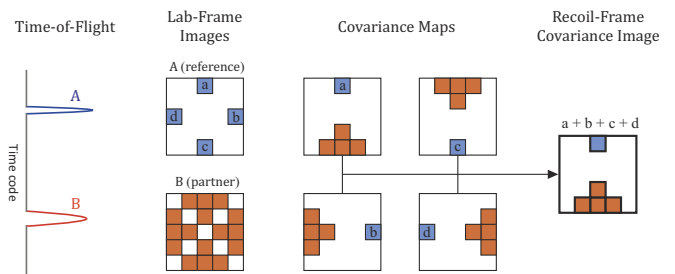 Time-of-Flight
Lab-Frame
Images
Covariance Maps
Recoil-Frame
Covariance Image
A
B
Time code
A (reference)
a
d
b
c
B (partner)
a
c
b
d
a + b + c + d